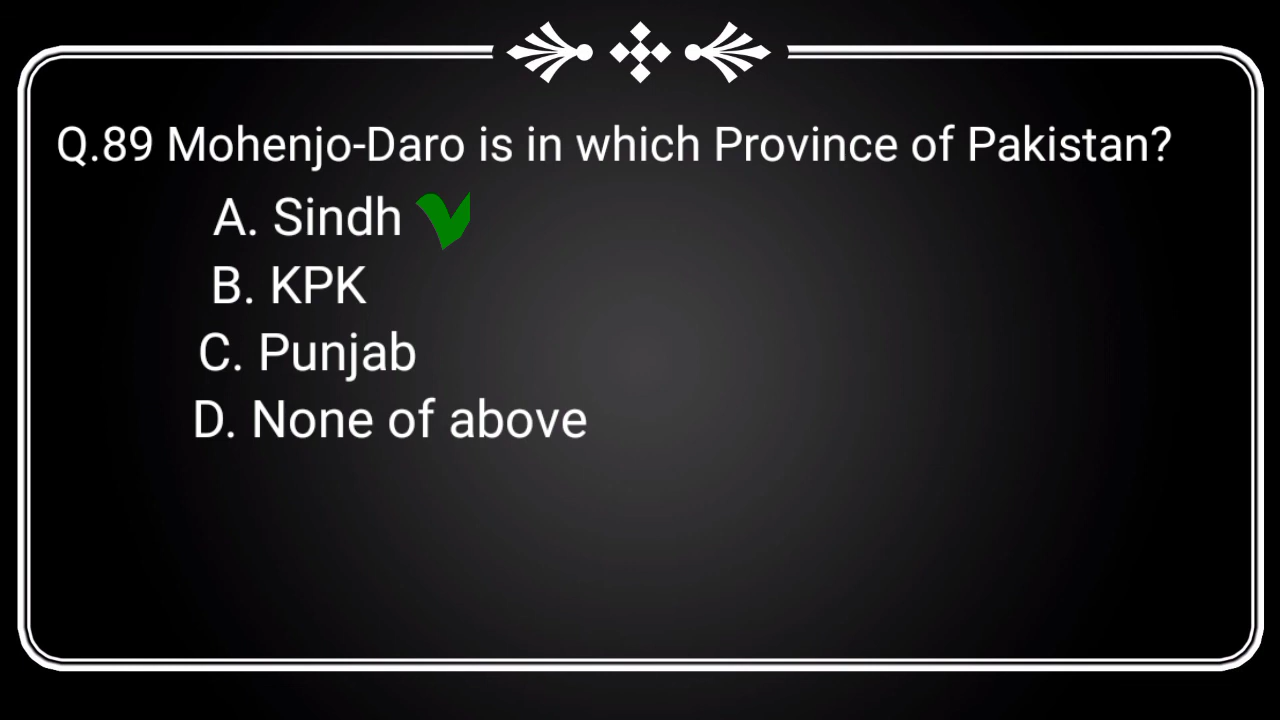 Q.89 Mohenjo-Daro is in which Province of Pakistan?
A. Sindh
B. KPK
C. Punjab
D. None of above